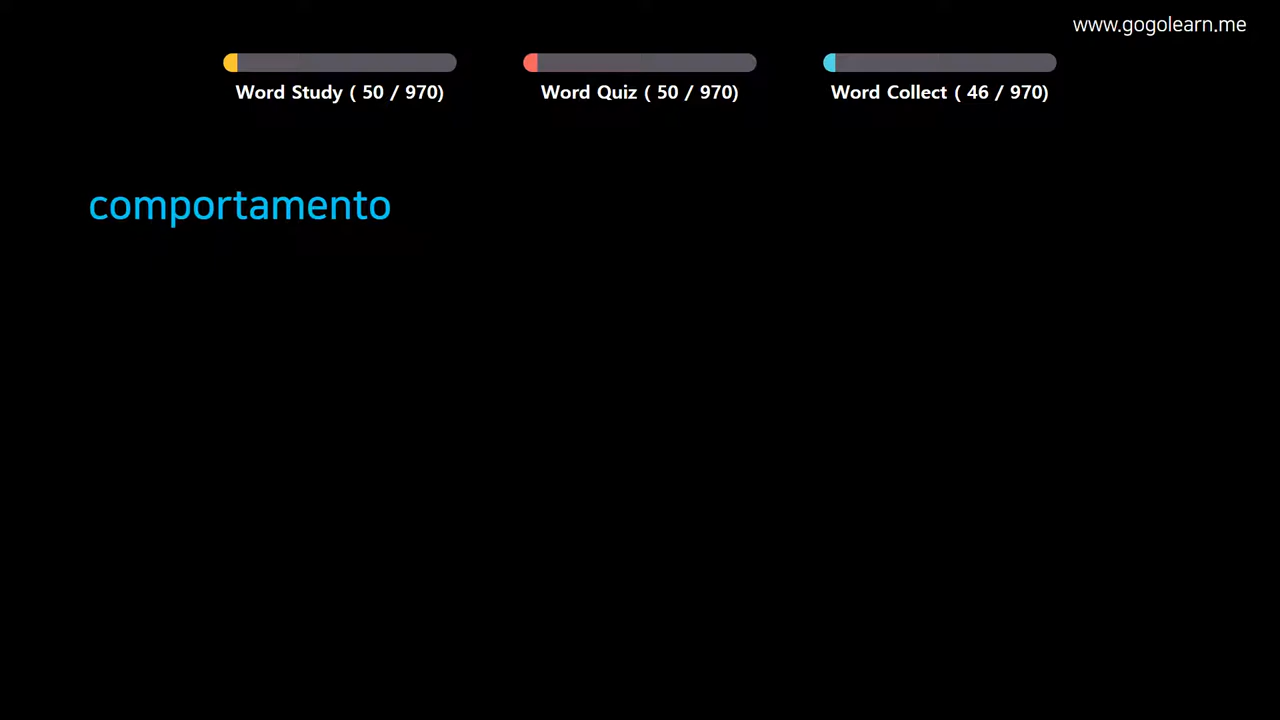 www.gogolearn.me
Word Study ( 50 / 970)
Word Quiz ( 50 / 970)
Word Collect ( 46 / 970)
comportamento